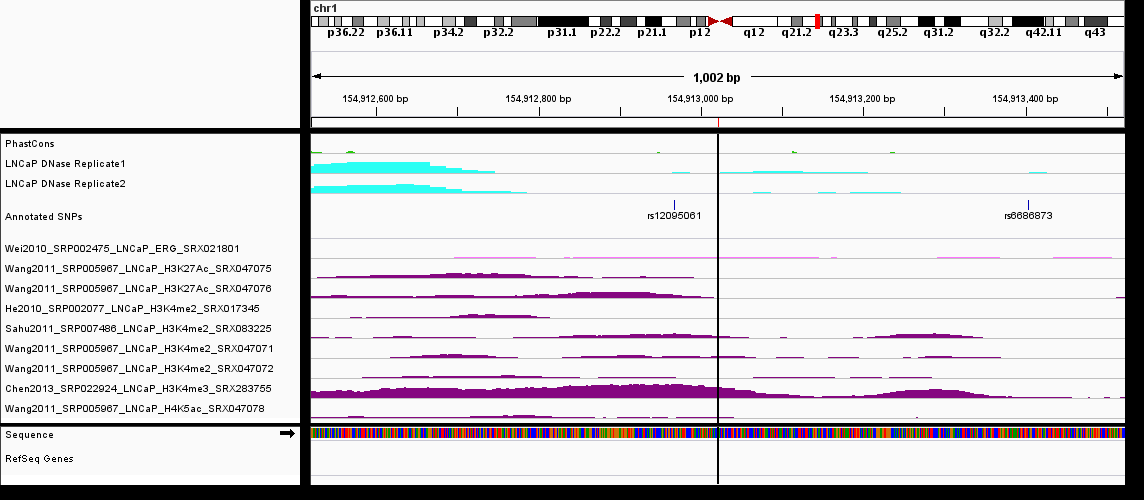 chr1
p36.22 p36.11 p34.2 p32.2 p31.1 p22.2 p21.1 p12 q12 q21.2 q23.3 q25.2 q31.2 q32.2 q42.11 q43
1,002 bp
154,912,600 bp 154,912,800 bp 154,913,000 bp 154,913,200 bp 154,913,400 bp
PhastCons
LNCaP DNase Replicate1
LNCaP DNase Replicate2
Annotated SNPs
rs12095061 rs6686873
Wei2010_SRP002475_LNCaP_ERG_SRX021801
Wang2011_SRP005967_LNCaP_H3K27Ac_SRX047075
Wang2011_SRP005967_LNCaP_H3K27Ac_SRX047076
He2010_SRP002077_LNCaP_H3K4me2_SRX017345
Sahu2011_SRP007486_LNCaP_H3K4me2_SRX083225
Wang2011_SRP005967_LNCaP_H3K4me2_SRX047071
Wang2011_SRP005967_LNCaP_H3K4me2_SRX047072
Chen2013_SRP022924_LNCaP_H3K4me3_SRX283755
Wang2011_SRP005967_LNCaP_H4K5ac_SRX047078
Sequence
RefSeq Genes